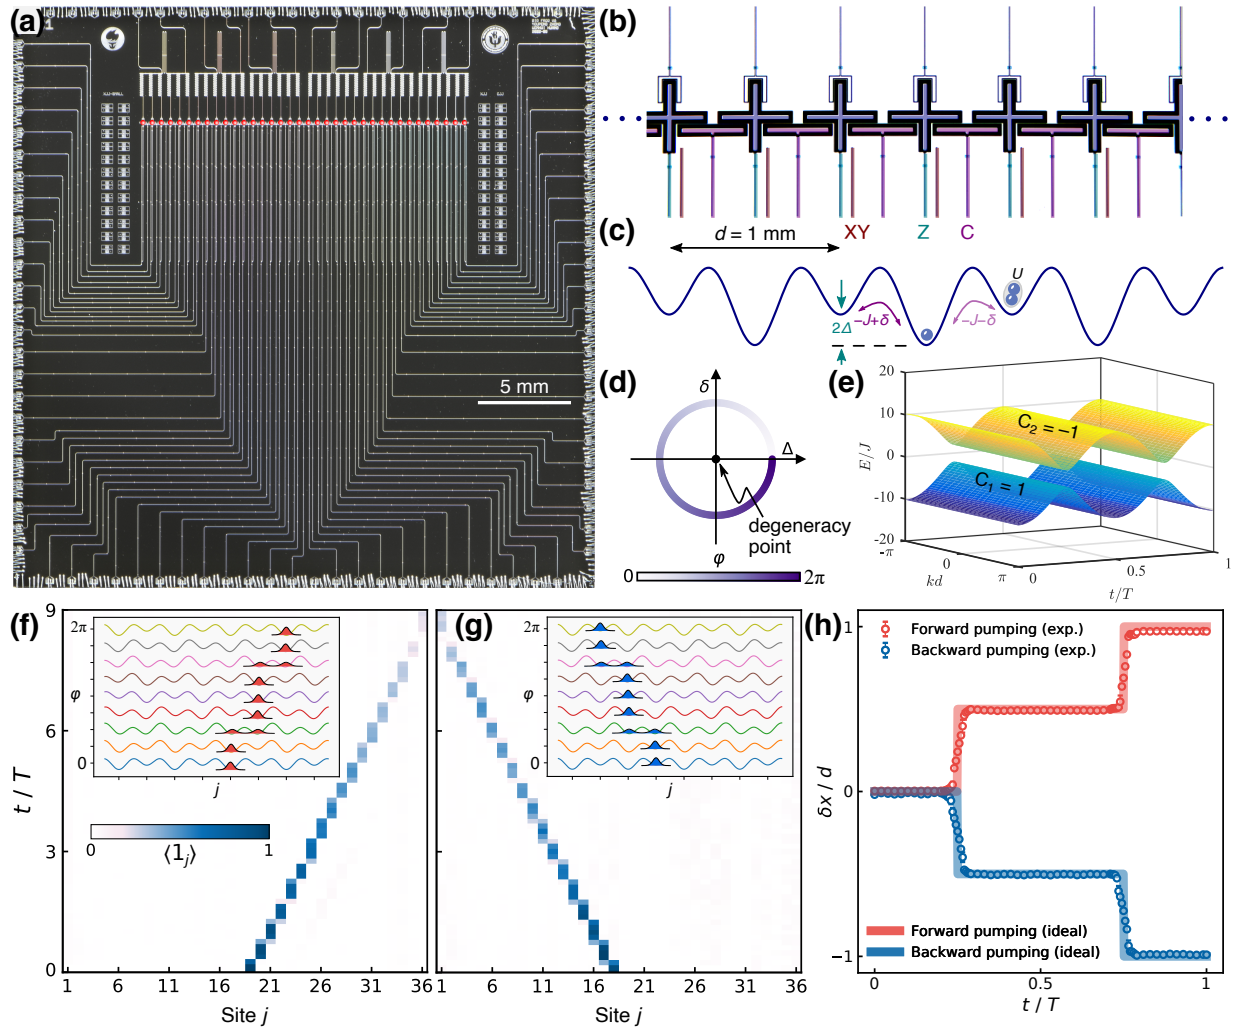 (a)
1
5 mm
(b)
XY
Z
C
(c)
d = 1 mm
U
2Δ
−J+δ
−J−δ
(d)
δ
Δ
degeneracy
point
φ
0
2π
(e)
20
10
0
-10
-20
E/J
C₂ = −1
C₁ = 1
-π
0
π
kd
0
0.5
1
t/T
(f)
9
6
3
0
t / T
2π
φ
0
j
0
1
⟨1ⱼ⟩
1
6
11
16
21
26
31
36
Site j
(g)
2π
φ
0
j
1
6
11
16
21
26
31
36
Site j
(h)
1
0
−1
δx / d
Forward pumping (exp.)
Backward pumping (exp.)
Forward pumping (ideal)
Backward pumping (ideal)
0
0.5
1
t / T